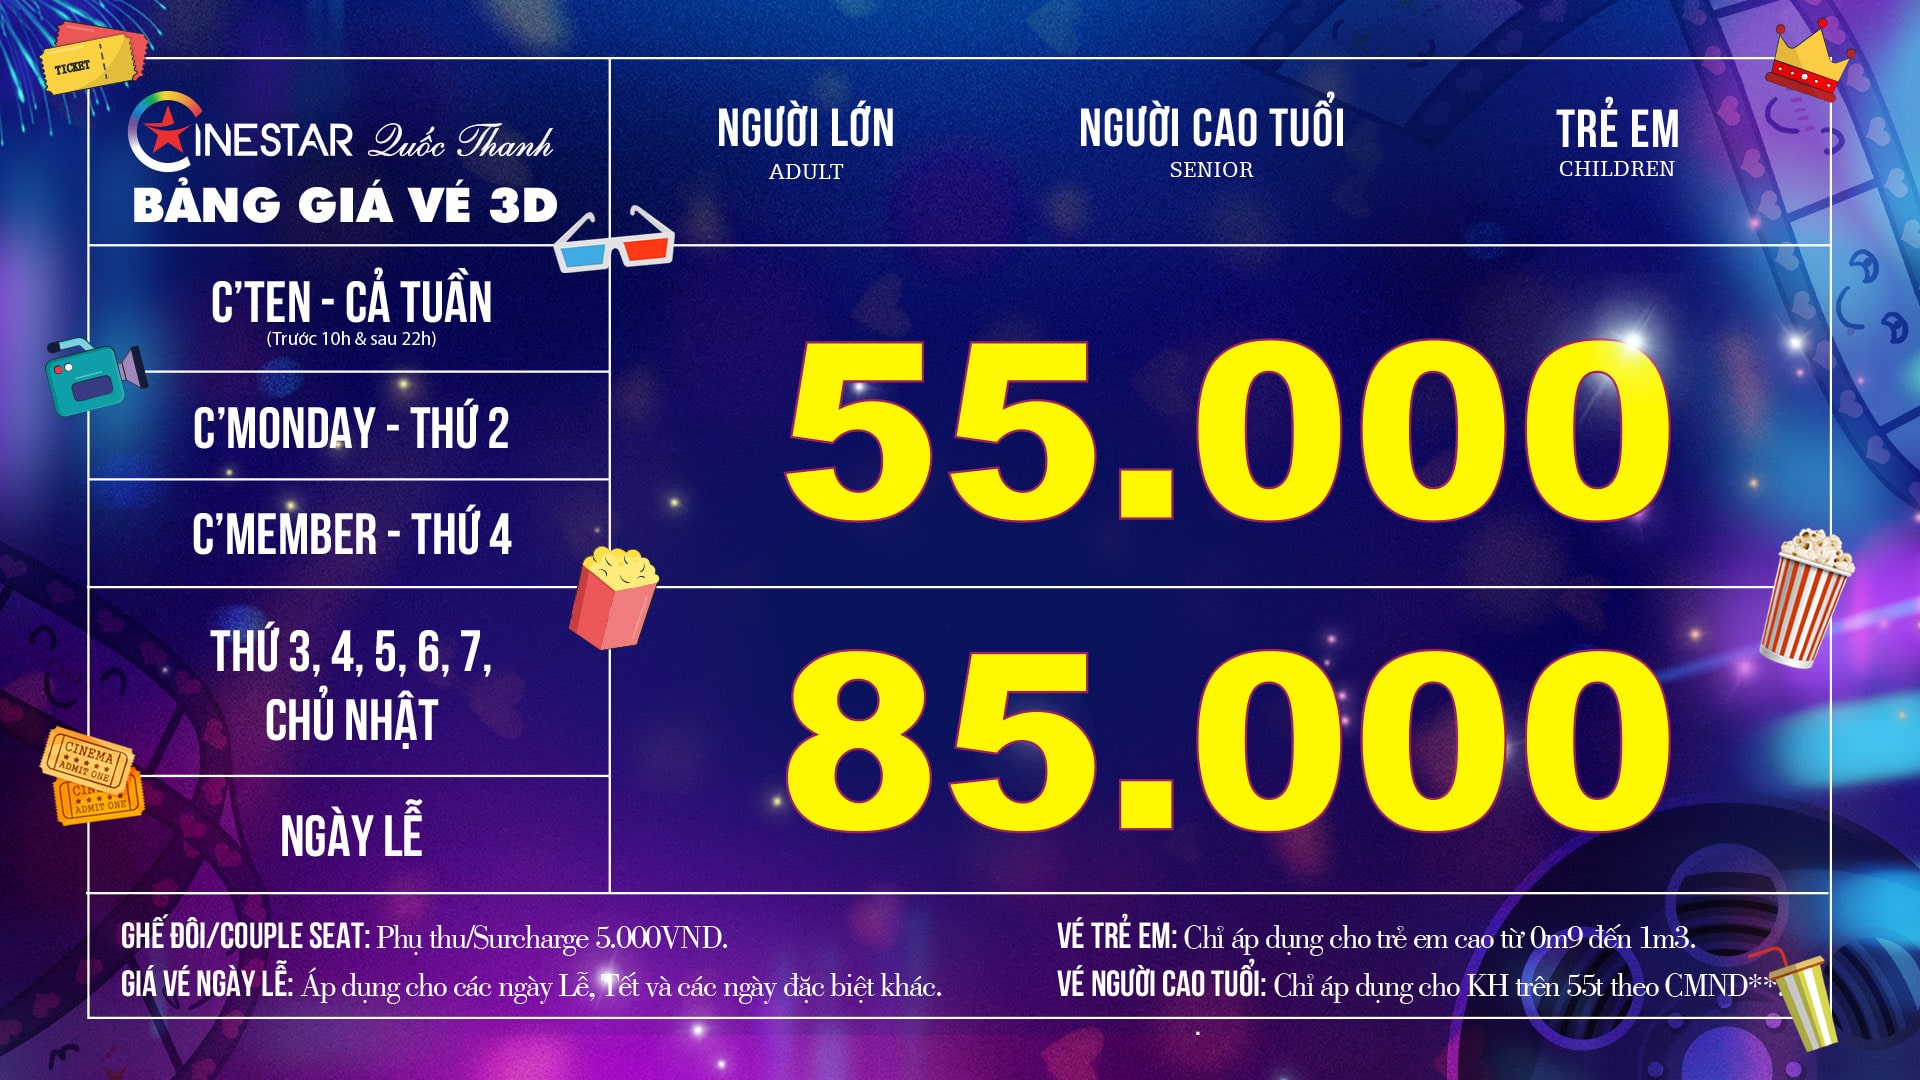 TICKET
CINESTAR Quốc Thanh
BẢNG GIÁ VÉ 3D
NGƯỜI LỚN
ADULT
NGƯỜI CAO TUỔI
SENIOR
TRẺ EM
CHILDREN
C'TEN - CẢ TUẦN
(Trước 10h & sau 22h)
C'MONDAY - THỨ 2
C'MEMBER - THỨ 4
55.000
THỨ 3, 4, 5, 6, 7,
CHỦ NHẬT
NGÀY LỄ
85.000
CINEMA
ADMIT ONE
CIN
ADMIT ONE
GHẾ ĐÔI/COUPLE SEAT: Phụ thu/Surcharge 5.000VND.
GIÁ VÉ NGÀY LỄ: Áp dụng cho các ngày Lễ, Tết và các ngày đặc biệt khác.
VÉ TRẺ EM: Chỉ áp dụng cho trẻ em cao từ 0m9 đến 1m3.
VÉ NGƯỜI CAO TUỔI: Chỉ áp dụng cho KH trên 55t theo CMND**.
.